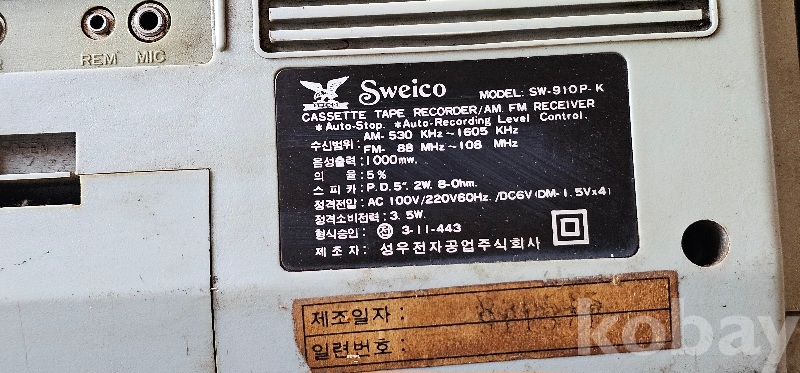 REM MIC
Sweico MODEL: SW-910P-K
CASSETTE TAPE RECORDER/AM. FM RECEIVER
*Auto-Stop. *Auto-Recording Level Control.
수신범위: AM- 530 KHz~1605 KHz
FM- 88 MHz~108 MHz
음성출력: 1000mw.
의 율: 5%
스 피 카: P.D. 5". 2W. 8-Ohm.
정격전압: AC 100V/220V60Hz. /DC6V(DM-1.5Vx4)
정격소비전력: 3.5W.
형식승인: 전 3-11-443
제 조 자: 성우전자공업주식회사
제조일자:
일련번호:
kobay